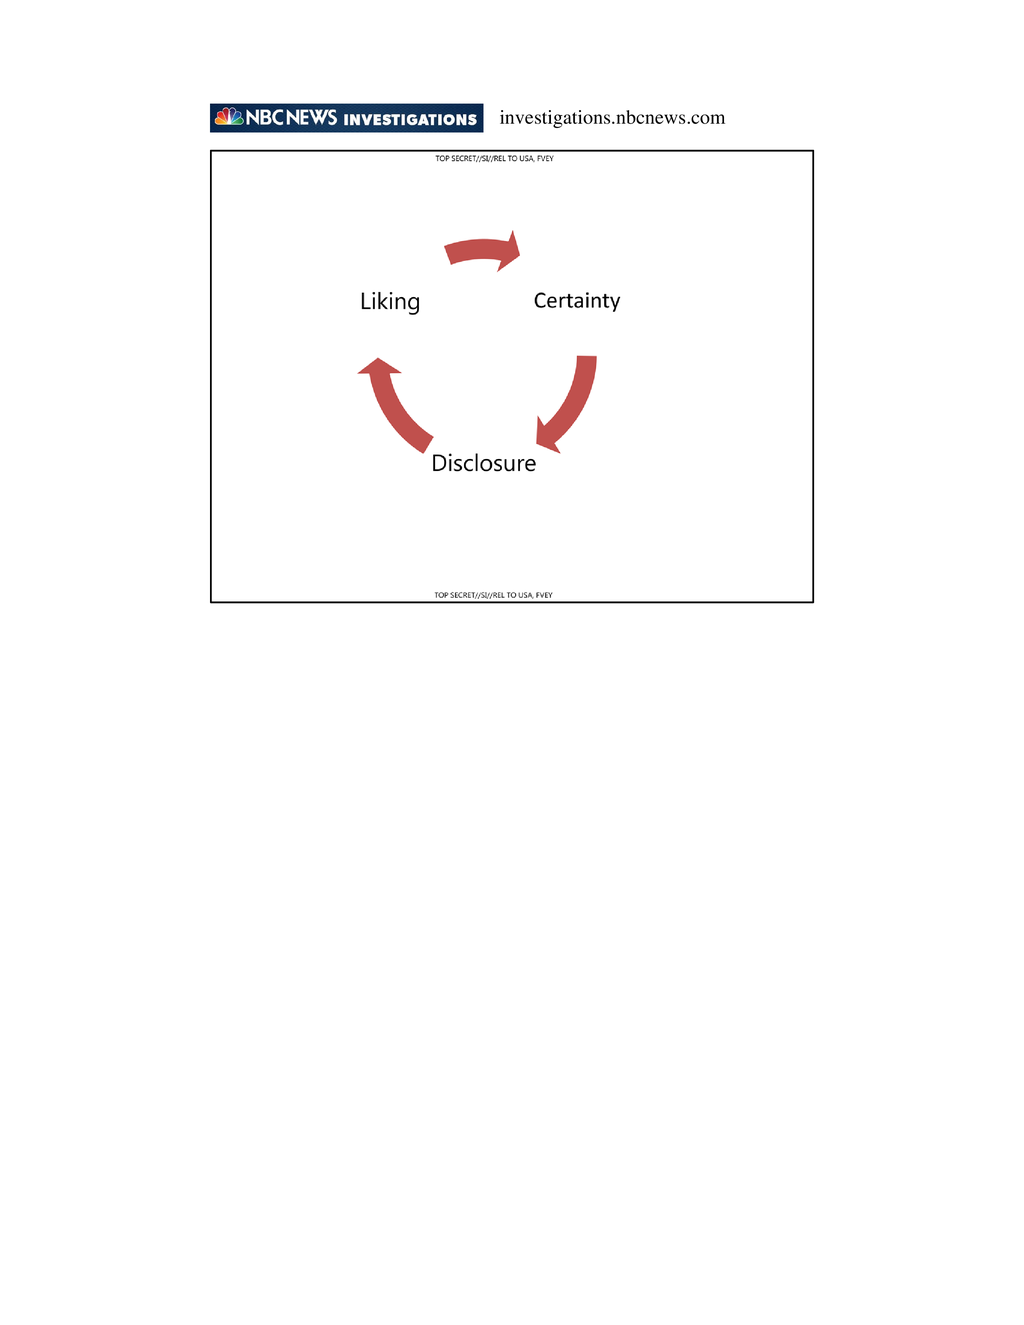 NBC NEWS INVESTIGATIONS investigations.nbcnews.com
TOP SECRET//SI//REL TO USA, FVEY
Liking Certainty
Disclosure
TOP SECRET//SI//REL TO USA, FVEY